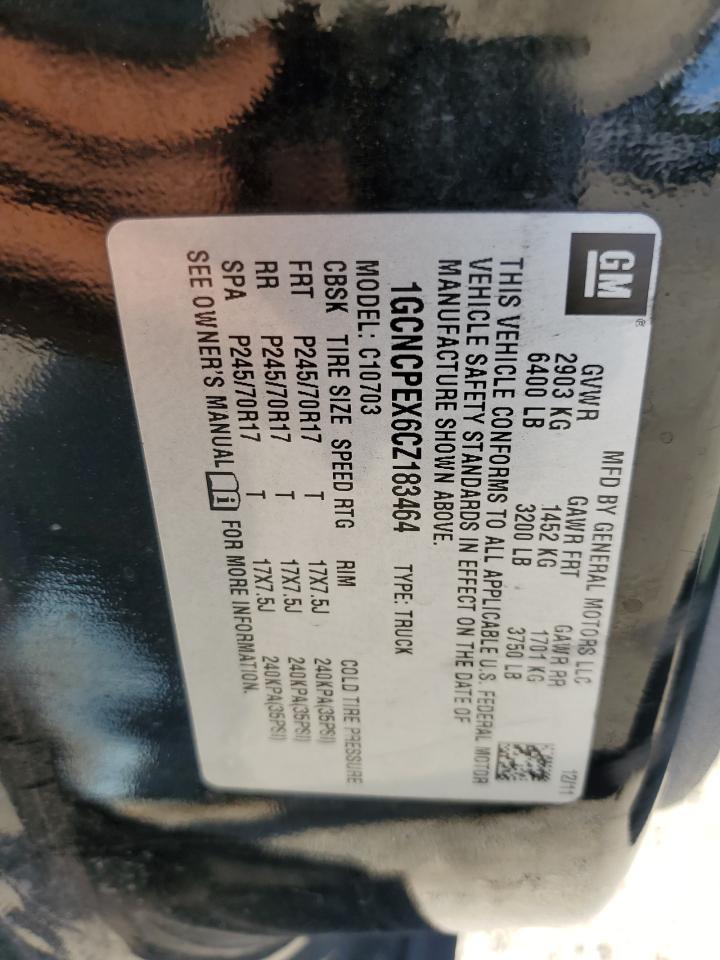 GM ®
MFD BY GENERAL MOTORS LLC 12/11
GVWR GAWR FRT GAWR RR
2903 KG 1452 KG 1701 KG
6400 LB 3200 LB 3750 LB
THIS VEHICLE CONFORMS TO ALL APPLICABLE U.S. FEDERAL MOTOR
VEHICLE SAFETY STANDARDS IN EFFECT ON THE DATE OF
MANUFACTURE SHOWN ABOVE.
1GCNCPEX6CZ183464 TYPE: TRUCK
MODEL: C10703
CBSK TIRE SIZE SPEED RTG RIM COLD TIRE PRESSURE
FRT P245/70R17 T 17X7.5J 240KPA(35PSI)
RR P245/70R17 T 17X7.5J 240KPA(35PSI)
SPA P245/70R17 T 17X7.5J 240KPA(35PSI)
SEE OWNER'S MANUAL i FOR MORE INFORMATION.